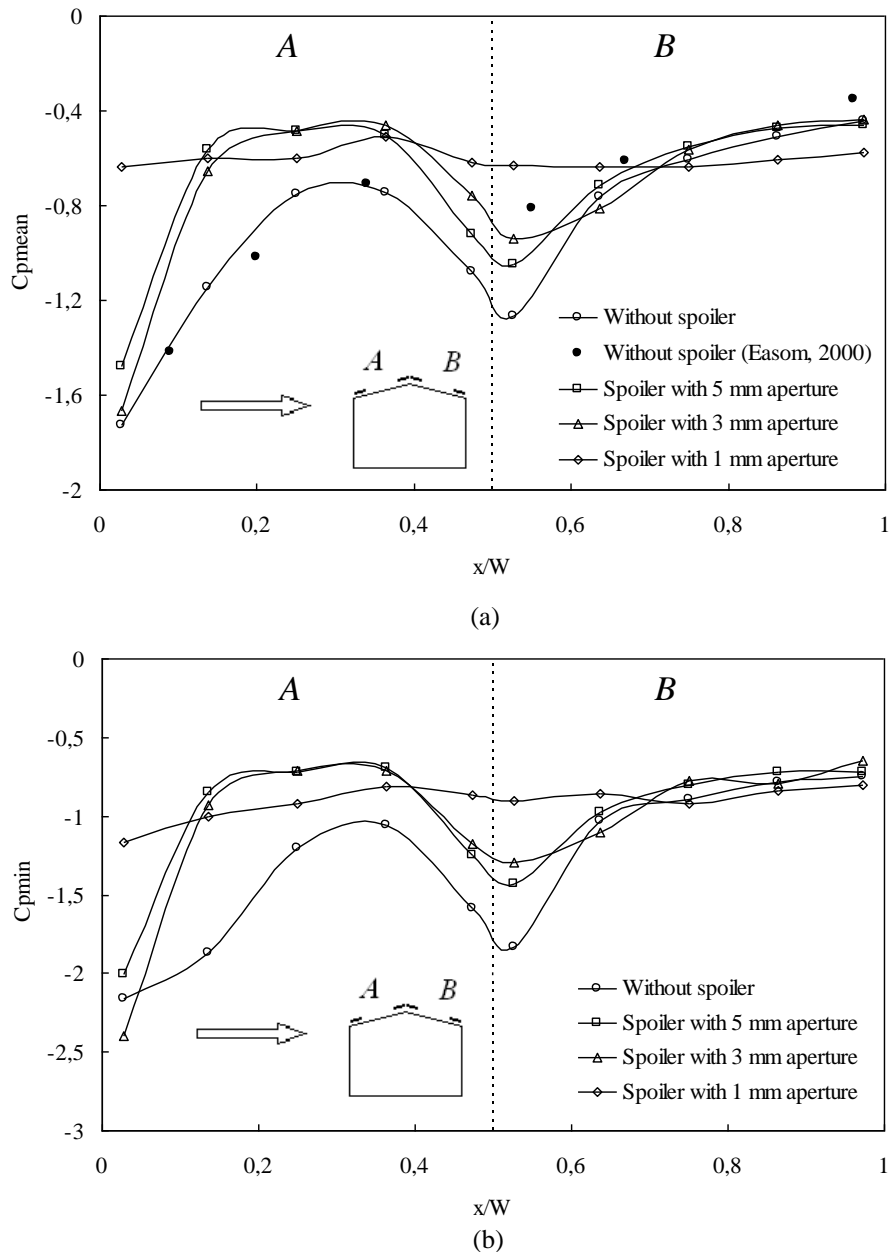 0
A
B
-0.4
-0.8
Cpmean
-1,2
-1.6
-2
Without spoiler
Without spoiler (Easom, 2000)
Spoiler with 5 mm aperture
Spoiler with 3 mm aperture
Spoiler with 1 mm aperture
A B
0 0,2 0,4 0,6 0,8 1
x/W
(a)
0
A
B
-0,5
-1
-1.5
Cpmin
-2
-2,5
-3
A B
Without spoiler
Spoiler with 5 mm aperture
Spoiler with 3 mm aperture
Spoiler with 1 mm aperture
0 0,2 0,4 0,6 0,8 1
x/W
(b)